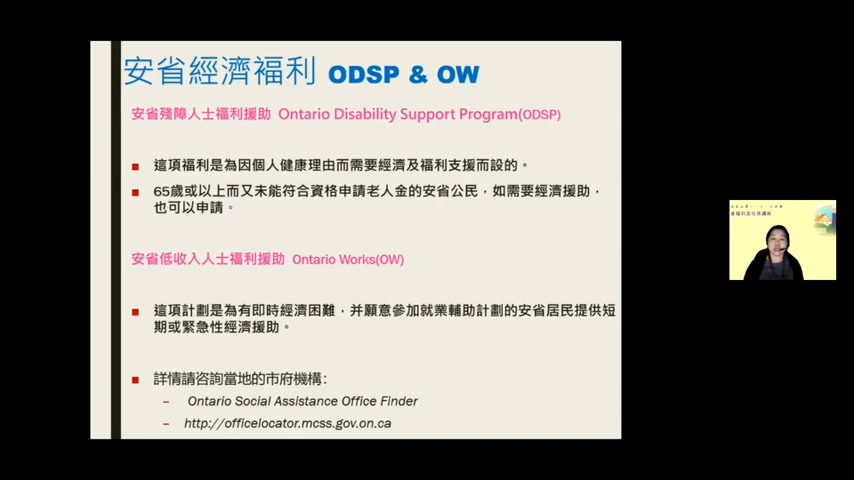 安省經濟福利 ODSP & OW
安省殘障人士福利援助 Ontario Disability Support Program(ODSP)
■ 這項福利是為因個人健康理由而需要經濟及福利支援而設的。
■ 65歲或以上而又未能符合資格申請老人金的安省公民，如需要經濟援助，
也可以申請。
安省低收入人士福利援助 Ontario Works(OW)
■ 這項計劃是為有即時經濟困難，并願意參加就業輔助計劃的安省居民提供短
期或緊急性經濟援助。
■ 詳情請咨詢當地的市府機構：
– Ontario Social Assistance Office Finder
– http://officelocator.mcss.gov.on.ca
金福利及住房講座